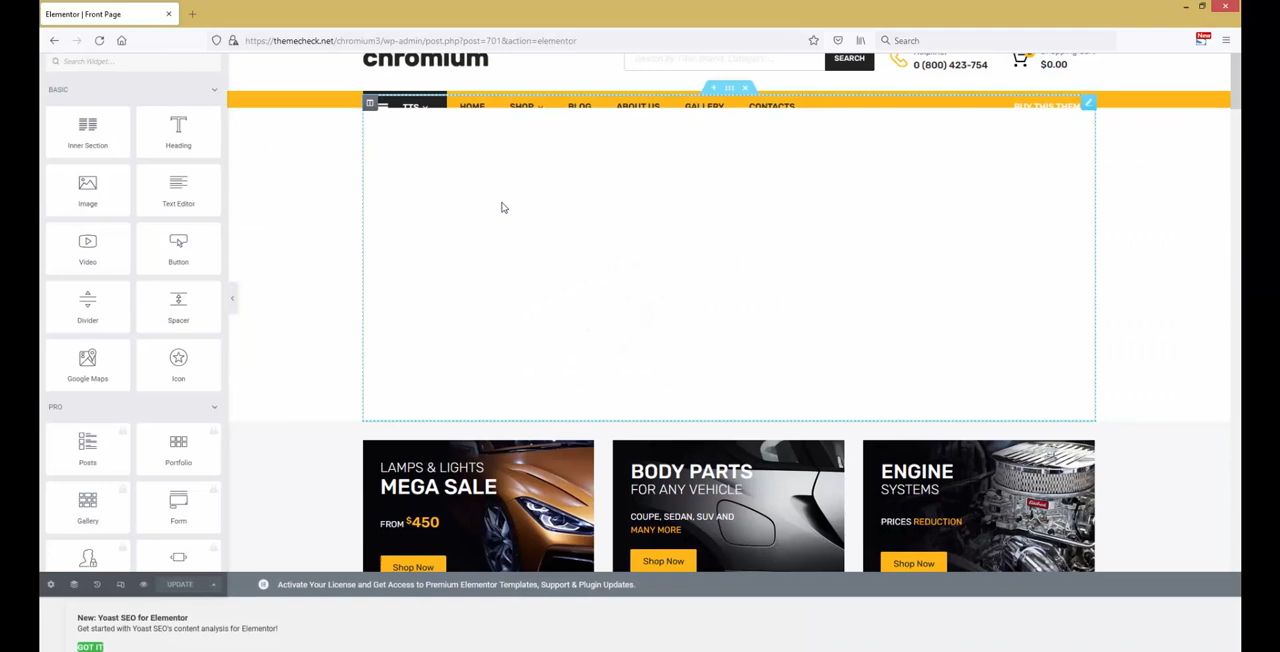 Elementor | Front Page
https://themecheck.net/chromium3/wp-admin/post.php?post=701&action=elementor
Search
New
Search Widget...
chromium
SEARCH
0 (800) 423-754
$0.00
BASIC
HOME
SHOP
BLOG
ABOUT US
GALLERY
CONTACTS
BUY THIS THEM
Inner Section
Heading
Image
Text Editor
Video
Button
Divider
Spacer
Google Maps
Icon
PRO
Posts
Portfolio
Gallery
Form
LAMPS & LIGHTS
MEGA SALE
FROM $450
Shop Now
BODY PARTS
FOR ANY VEHICLE
COUPE, SEDAN, SUV AND
MANY MORE
Shop Now
ENGINE
SYSTEMS
PRICES REDUCTION
Shop Now
UPDATE
Activate Your License and Get Access to Premium Elementor Templates, Support & Plugin Updates.
New: Yoast SEO for Elementor
Get started with Yoast SEO's content analysis for Elementor!
GOT IT